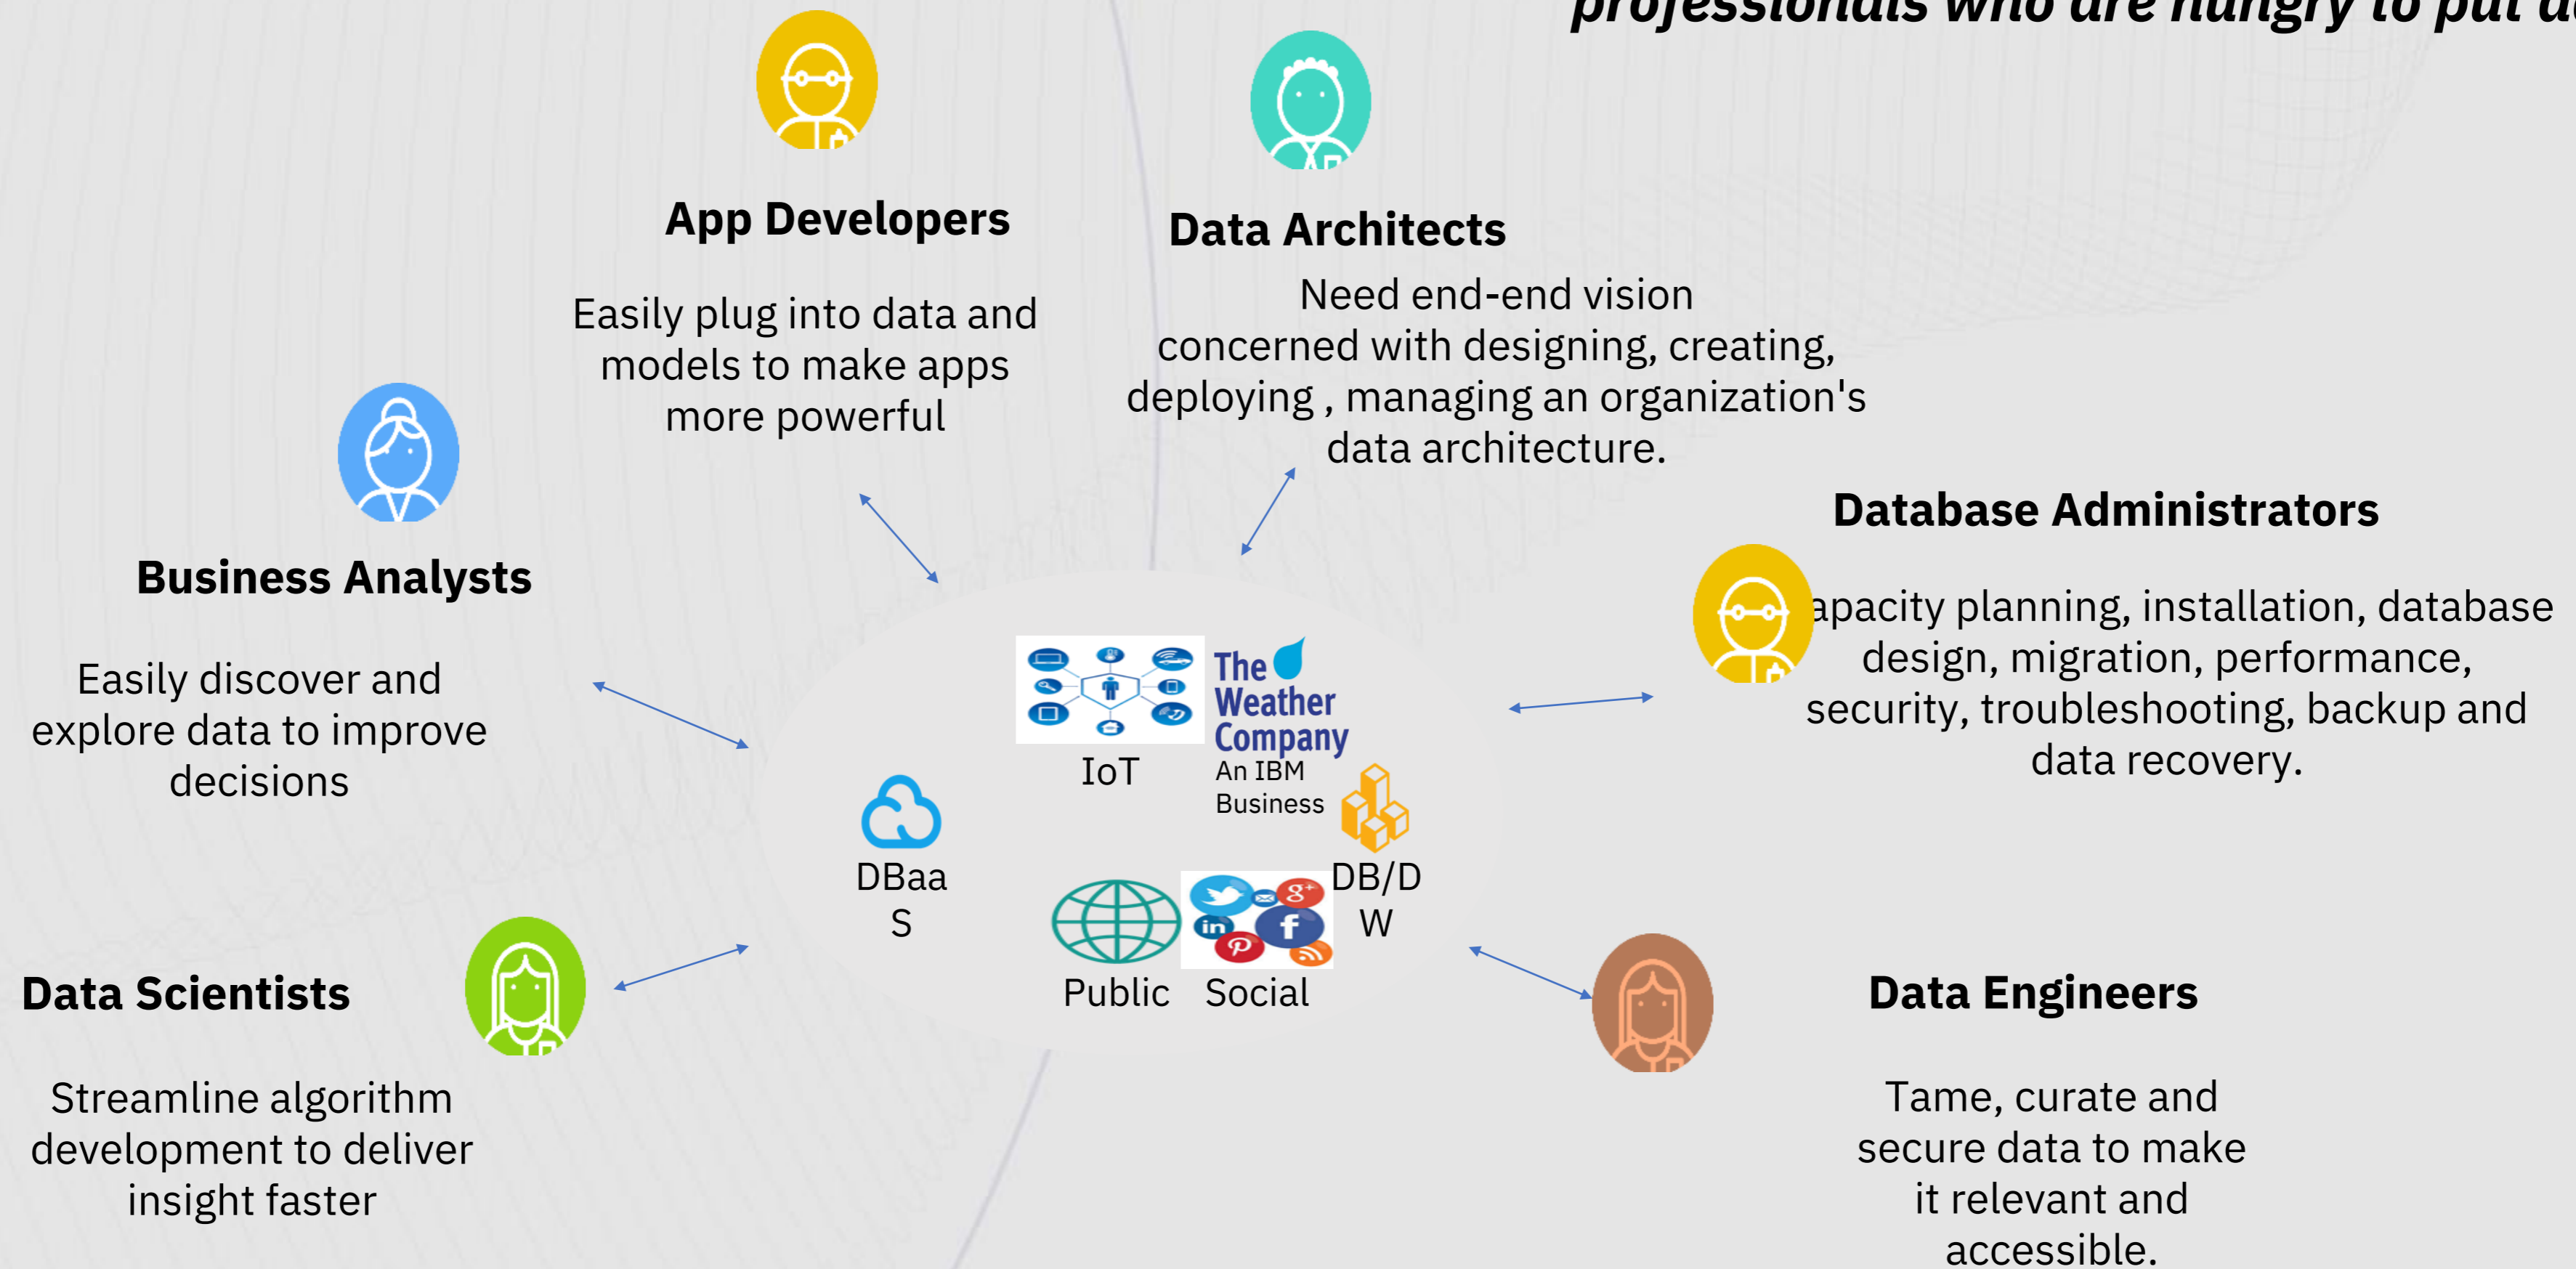 professionals who are hungry to put
App Developers
Easily plug into data and
models to make apps
more powerful
Data Architects
Need end-end vision
concerned with designing, creating,
deploying , managing an organization's
data architecture.
Business Analysts
Easily discover and
explore data to improve
decisions
Database Administrators
apacity planning, installation, database
design, migration, performance,
security, troubleshooting, backup and
data recovery.
IoT
The
Weather
Company
An IBM
Business
DBaa
S
DB/D
W
Public
g+
in
f
Social
Data Scientists
Streamline algorithm
development to deliver
insight faster
Data Engineers
Tame, curate and
secure data to make
it relevant and
accessible.